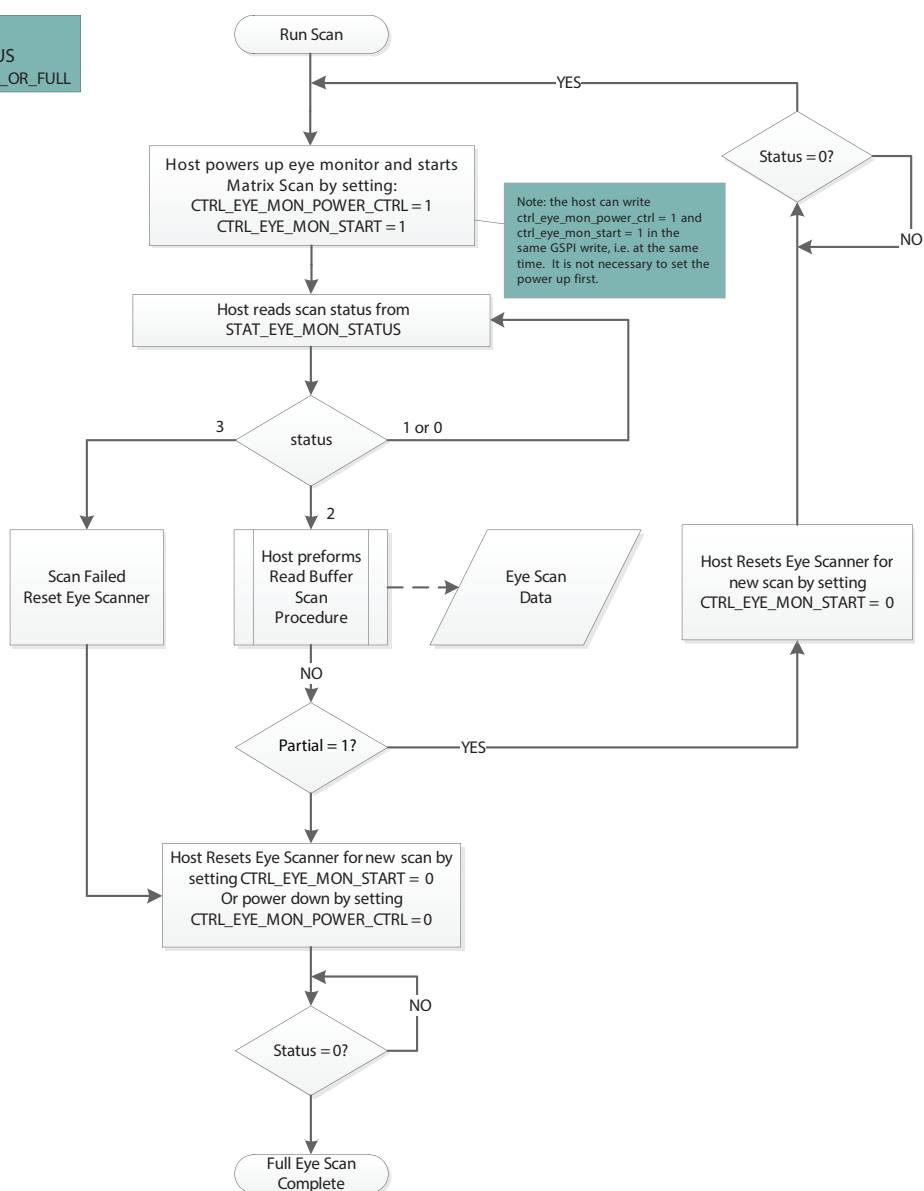 US
_OR_FULL
Run Scan
YES
Status = 0?
NO
Host powers up eye monitor and starts
Matrix Scan by setting:
CTRL_EYE_MON_POWER_CTRL = 1
CTRL_EYE_MON_START = 1
Note: the host can write
ctrl_eye_mon_power_ctrl = 1 and
ctrl_eye_mon_start = 1 in the
same GSPI write, i.e. at the same
time. It is not necessary to set the
power up first.
Host reads scan status from
STAT_EYE_MON_STATUS
3
status
1 or 0
2
Scan Failed
Reset Eye Scanner
Host preforms
Read Buffer
Scan
Procedure
Eye Scan
Data
Host Resets Eye Scanner for
new scan by setting
CTRL_EYE_MON_START = 0
NO
Partial = 1?
YES
Host Resets Eye Scanner for new scan by
setting CTRL_EYE_MON_START = 0
Or power down by setting
CTRL_EYE_MON_POWER_CTRL = 0
NO
Status = 0?
Full Eye Scan
Complete